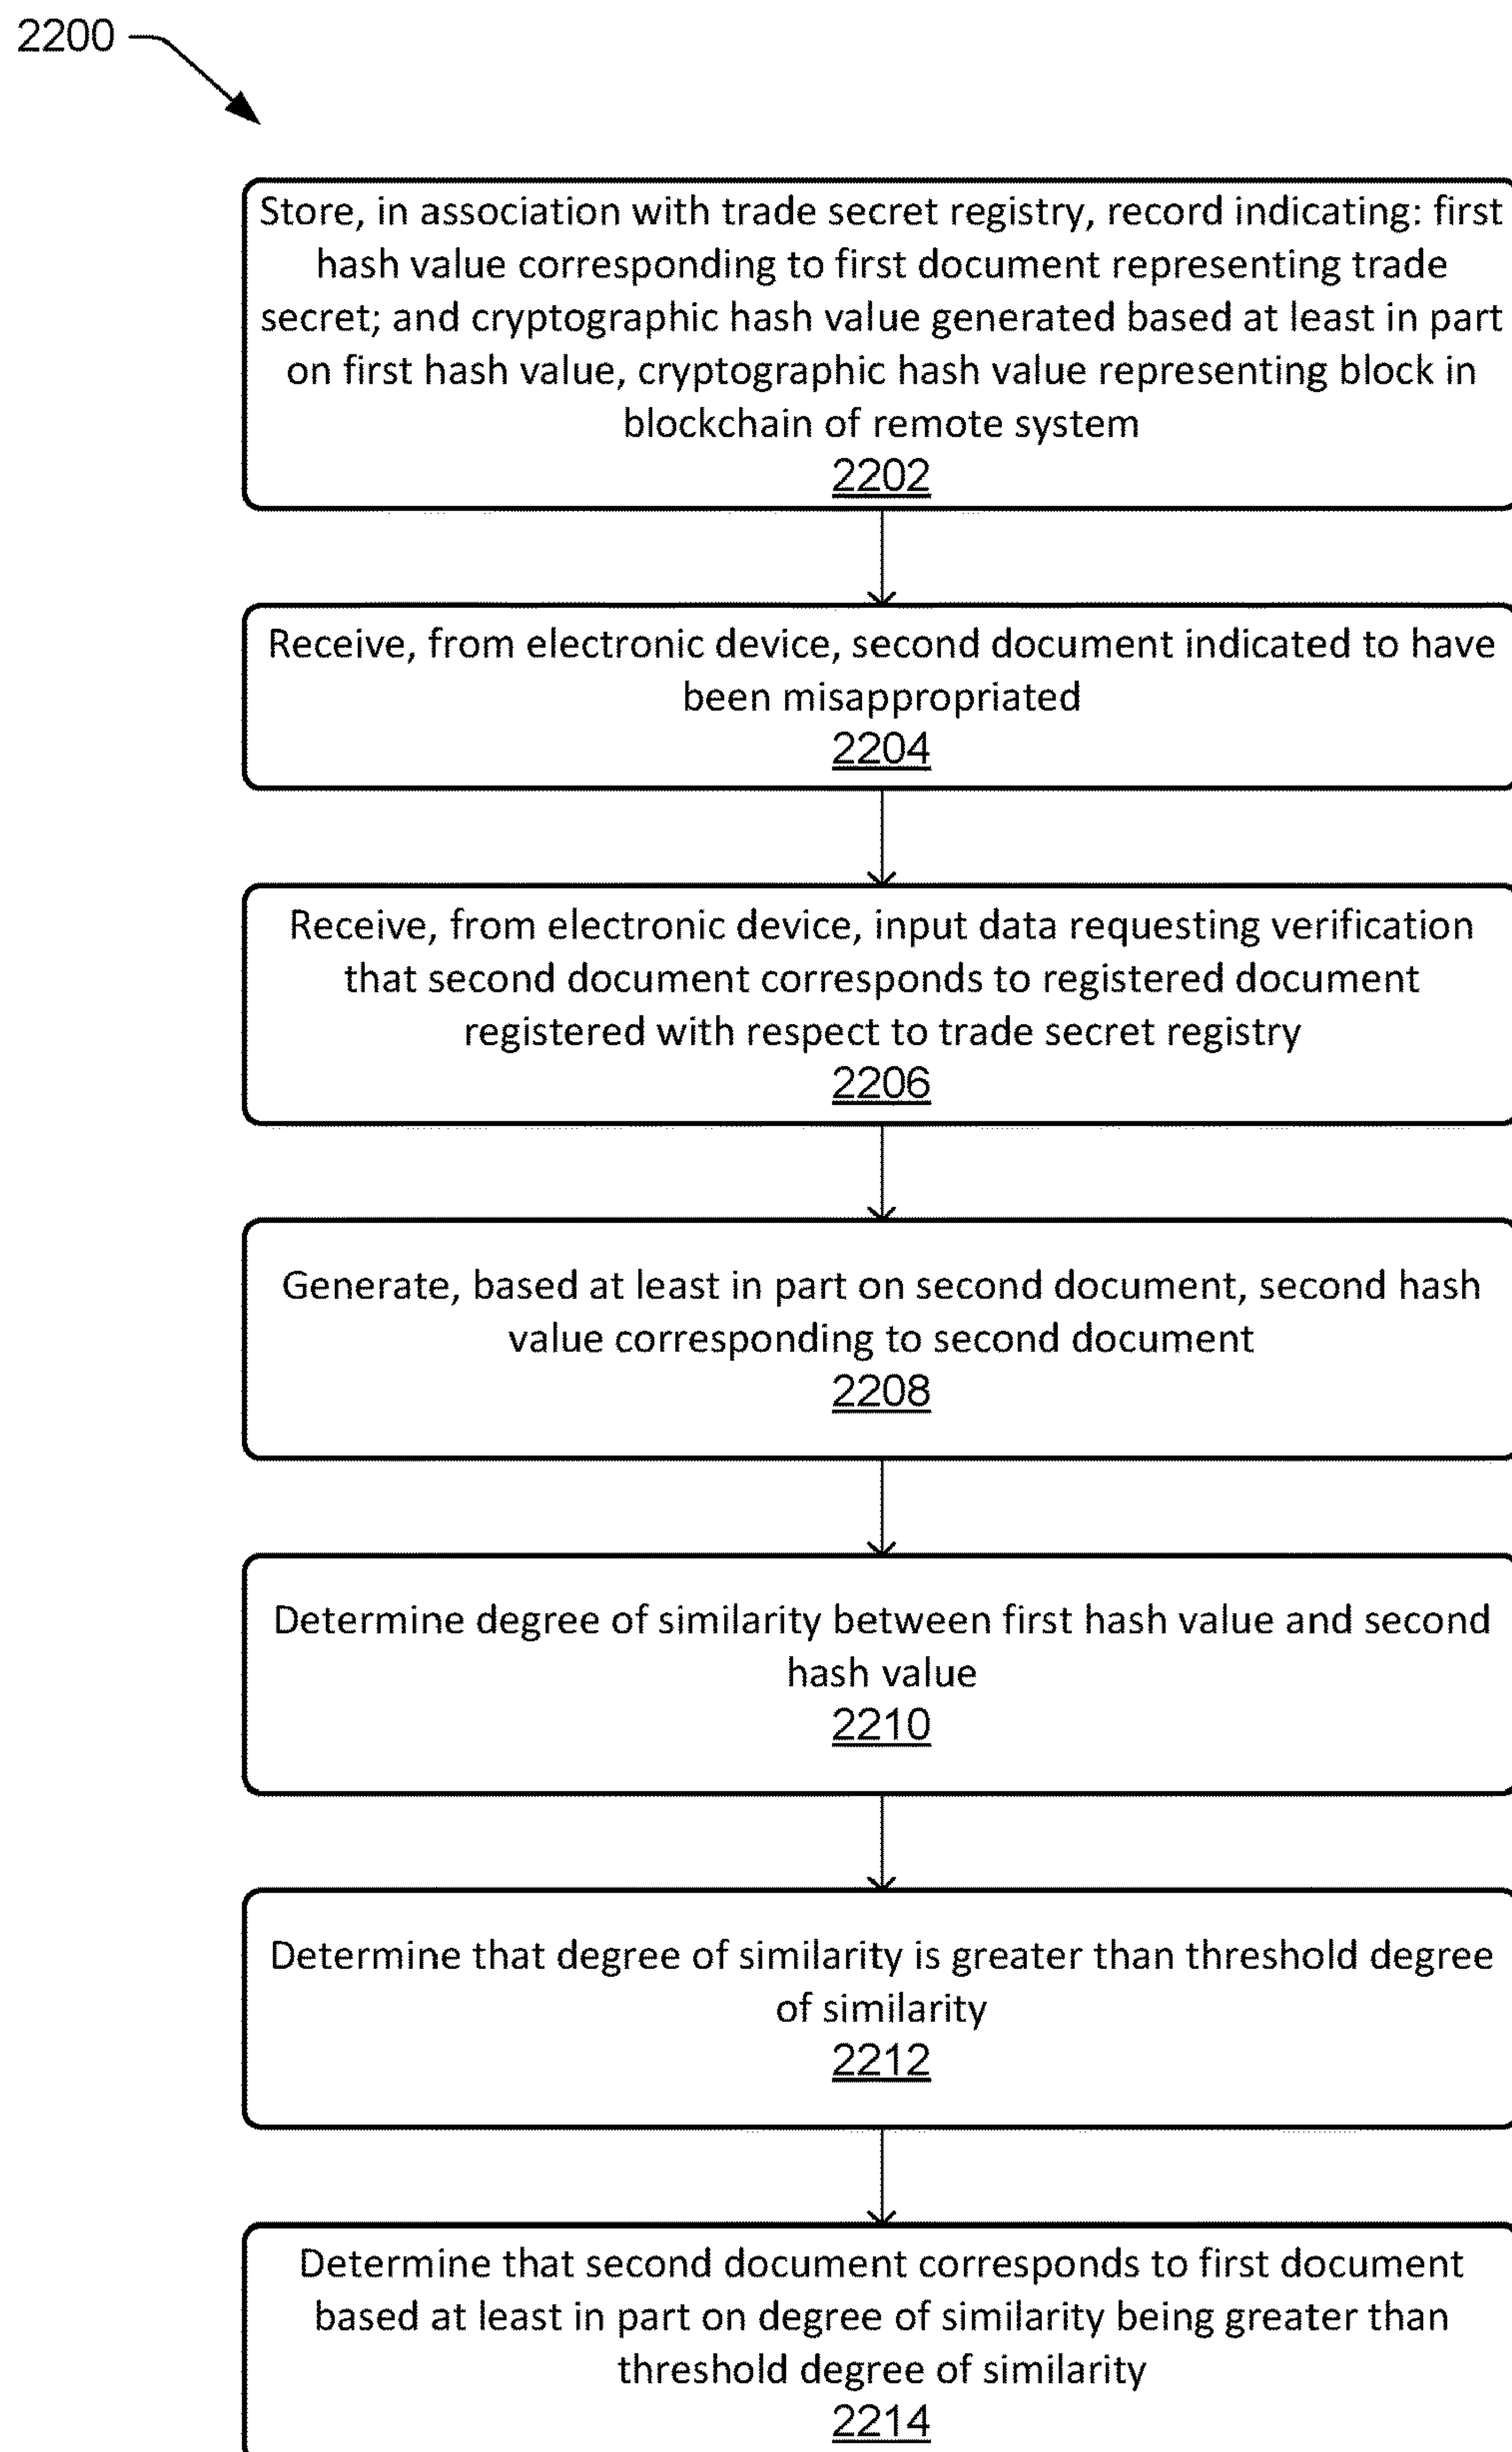 2200
Store, in association with trade secret registry, record indicating: first
hash value corresponding to first document representing trade
secret; and cryptographic hash value generated based at least in part
on first hash value, cryptographic hash value representing block in
blockchain of remote system
2202
Receive, from electronic device, second document indicated to have
been misappropriated
2204
Receive, from electronic device, input data requesting verification
that second document corresponds to registered document
registered with respect to trade secret registry
2206
Generate, based at least in part on second document, second hash
value corresponding to second document
2208
Determine degree of similarity between first hash value and second
hash value
2210
Determine that degree of similarity is greater than threshold degree
of similarity
2212
Determine that second document corresponds to first document
based at least in part on degree of similarity being greater than
threshold degree of similarity
2214